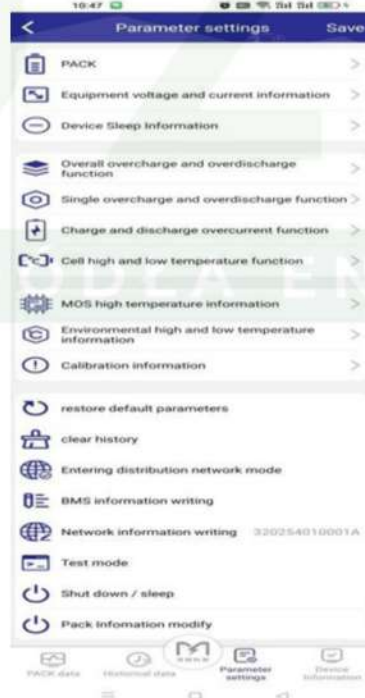 10:47
Parameter settings Save
PACK
Equipment voltage and current information
Device Sleep Information
Overall overcharge and overdischarge
function
Single overcharge and overdischarge function
Charge and discharge overcurrent function
Cell high and low temperature function
MOS high temperature information
Environmental high and low temperature
information
Calibration information
restore default parameters
clear history
Entering distribution network mode
BMS information writing
Network information writing 320254010001A
Test mode
Shut down / sleep
Pack Infomation modify
PACK data Historical data Parameter
settings Device
Information